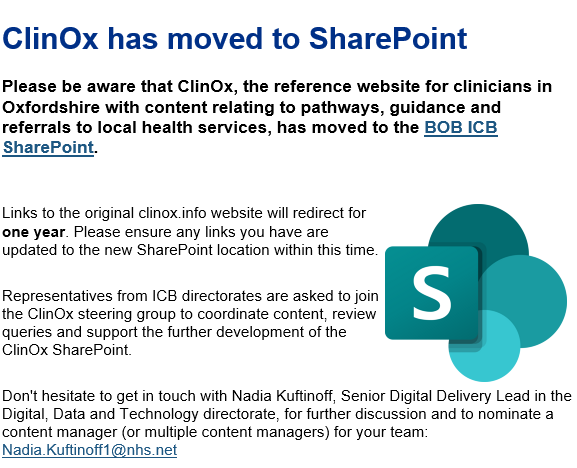 ClinOx has moved to SharePoint
Please be aware that ClinOx, the reference website for clinicians in
Oxfordshire with content relating to pathways, guidance and
referrals to local health services, has moved to the BOB ICB
SharePoint.
Links to the original clinox.info website will redirect for
one year. Please ensure any links you have are
updated to the new SharePoint location within this time.
Representatives from ICB directorates are asked to join
the ClinOx steering group to coordinate content, review
queries and support the further development of the
ClinOx SharePoint.
S
Don't hesitate to get in touch with Nadia Kuftinoff, Senior Digital Delivery Lead in the
Digital, Data and Technology directorate, for further discussion and to nominate a
content manager (or multiple content managers) for your team:
Nadia.Kuftinoff1@nhs.net